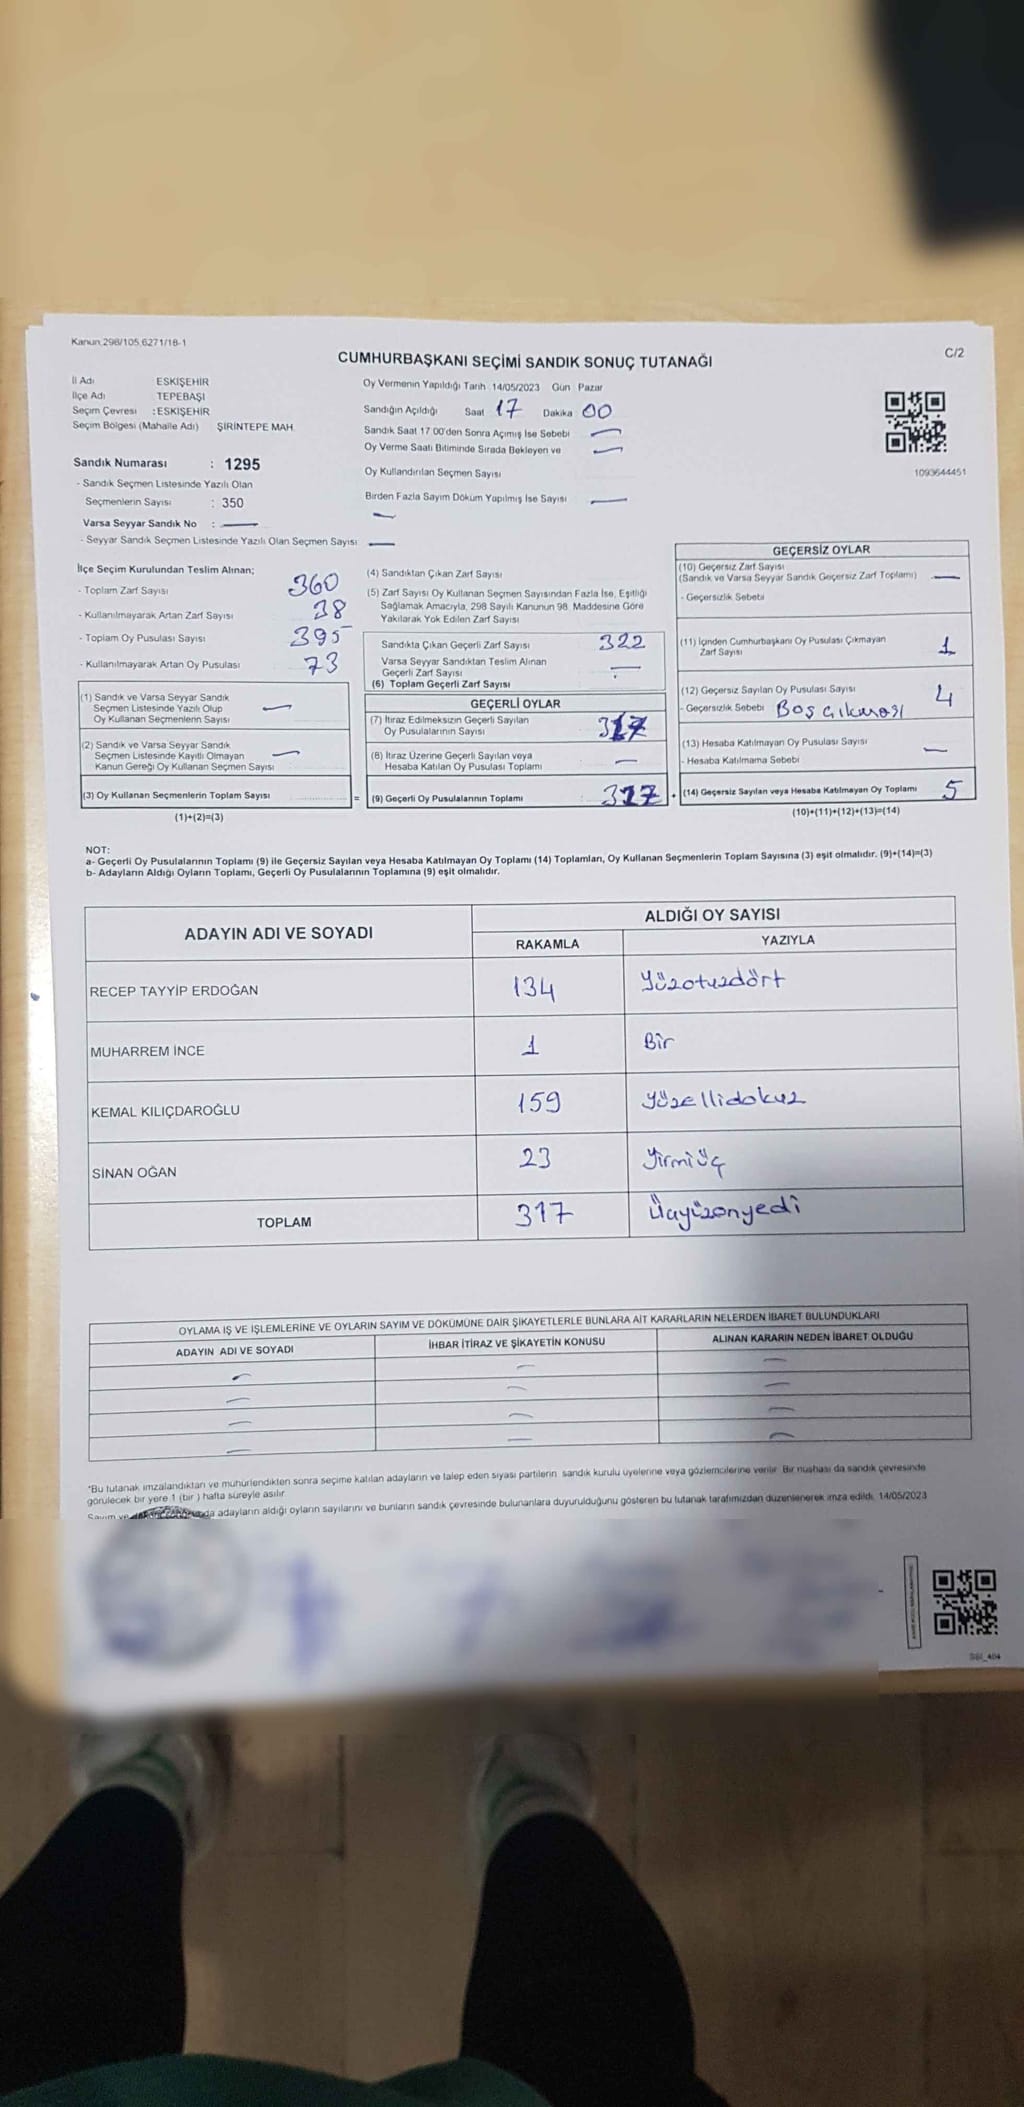 Kanun,298/105,6271/18-1
C/2
CUMHURBAŞKANI SEÇİMİ SANDIK SONUÇ TUTANAĞI
İl Adı ESKİŞEHİR
İlçe Adı TEPEBAŞI
Seçim Çevresi : ESKİŞEHİR
Seçim Bölgesi (Mahalle Adı) ŞİRİNTEPE MAH.
Sandık Numarası : 1295
- Sandık Seçmen Listesinde Yazılı Olan
Seçmenlerin Sayısı : 350
Varsa Seyyar Sandık No : —
- Seyyar Sandık Seçmen Listesinde Yazılı Olan Seçmen Sayısı —
Oy Vermenin Yapıldığı Tarih 14/05/2023 Gün Pazar
Sandığın Açıldığı Saat 17 Dakika 00
Sandık Saat 17 00'den Sonra Açımış İse Sebebi —
Oy Verme Saati Bitiminde Sırada Bekleyen ve —
Oy Kullandırılan Seçmen Sayısı
Birden Fazla Sayım Döküm Yapılmış İse Sayısı —
1093644451
İlçe Seçim Kurulundan Teslim Alınan;
- Toplam Zarf Sayısı 360
- Kullanılmayarak Artan Zarf Sayısı 38
- Toplam Oy Pusulası Sayısı 395
- Kullanılmayarak Artan Oy Pusulası 73
(1) Sandık ve Varsa Seyyar Sandık
Seçmen Listesinde Yazılı Olup
Oy Kullanan Seçmenlerin Sayısı —
(2) Sandık ve Varsa Seyyar Sandık
Seçmen Listesinde Kayıtlı Olmayan
Kanun Gereği Oy Kullanan Seçmen Sayısı —
(3) Oy Kullanan Seçmenlerin Toplam Sayısı =
(1)+(2)=(3)
(4) Sandıktan Çıkan Zarf Sayısı
(5) Zarf Sayısı Oy Kullanan Seçmen Sayısından Fazla İse, Eşitliği
Sağlamak Amacıyla, 298 Sayılı Kanunun 98. Maddesine Göre
Yakılarak Yok Edilen Zarf Sayısı
Sandıkta Çıkan Geçerli Zarf Sayısı 322
Varsa Seyyar Sandıktan Teslim Alınan
Geçerli Zarf Sayısı —
(6) Toplam Geçerli Zarf Sayısı
GEÇERLİ OYLAR
(7) İtiraz Edilmeksizin Geçerli Sayılan
Oy Pusulalarının Sayısı 317
(8) İtiraz Üzerine Geçerli Sayılan veya
Hesaba Katılan Oy Pusulası Toplamı —
(9) Geçerli Oy Pusulalarının Toplamı 317 +
GEÇERSİZ OYLAR
(10) Geçersiz Zarf Sayısı
(Sandık ve Varsa Seyyar Sandık Geçersiz Zarf Toplamı) —
- Geçersizlik Sebebi
(11) İçinden Cumhurbaşkanı Oy Pusulası Çıkmayan
Zarf Sayısı 1
(12) Geçersiz Sayılan Oy Pusulası Sayısı 4
- Geçersizlik Sebebi Boş çıkması
(13) Hesaba Katılmayan Oy Pusulası Sayısı —
- Hesaba Katılmama Sebebi
(14) Geçersiz Sayılan veya Hesaba Katılmayan Oy Toplamı 5
(10)+(11)+(12)+(13)=(14)
NOT:
a- Geçerli Oy Pusulalarının Toplamı (9) ile Geçersiz Sayılan veya Hesaba Katılmayan Oy Toplamı (14) Toplamları, Oy Kullanan Seçmenlerin Toplam Sayısına (3) eşit olmalıdır. (9)+(14)=(3)
b- Adayların Aldığı Oyların Toplamı, Geçerli Oy Pusulalarının Toplamına (9) eşit olmalıdır.
ADAYIN ADI VE SOYADI
ALDIĞI OY SAYISI
RAKAMLA YAZIYLA
RECEP TAYYİP ERDOĞAN 134 Yüzotuzdört
MUHARREM İNCE 1 Bir
KEMAL KILIÇDAROĞLU 159 Yüzellidokuz
SİNAN OĞAN 23 Yirmiüç
TOPLAM 317 Üçyüzonyedi
OYLAMA İŞ VE İŞLEMLERİNE VE OYLARIN SAYIM VE DÖKÜMÜNE DAİR ŞİKAYETLERLE BUNLARA AİT KARARLARIN NELERDEN İBARET BULUNDUKLARI
ADAYIN ADI VE SOYADI İHBAR İTİRAZ VE ŞİKAYETİN KONUSU ALINAN KARARIN NEDEN İBARET OLDUĞU
— — —
— — —
— — —
— — —
*Bu tutanak imzalandıktan ve mühürlendikten sonra seçime katılan adayların ve talep eden siyasi partilerin sandık kurulu üyelerine veya gözlemcilerine verilir. Bir nüshası da sandık çevresinde
görülecek bir yere 1 (bir ) hafta süreyle asılır.
Sayım ve adayların aldığı oyların sayılarını ve bunların sandık çevresinde bulunanlara duyurulduğunu gösteren bu tutanak tarafımızdan düzenlenerek imza edildi. 14/05/2023